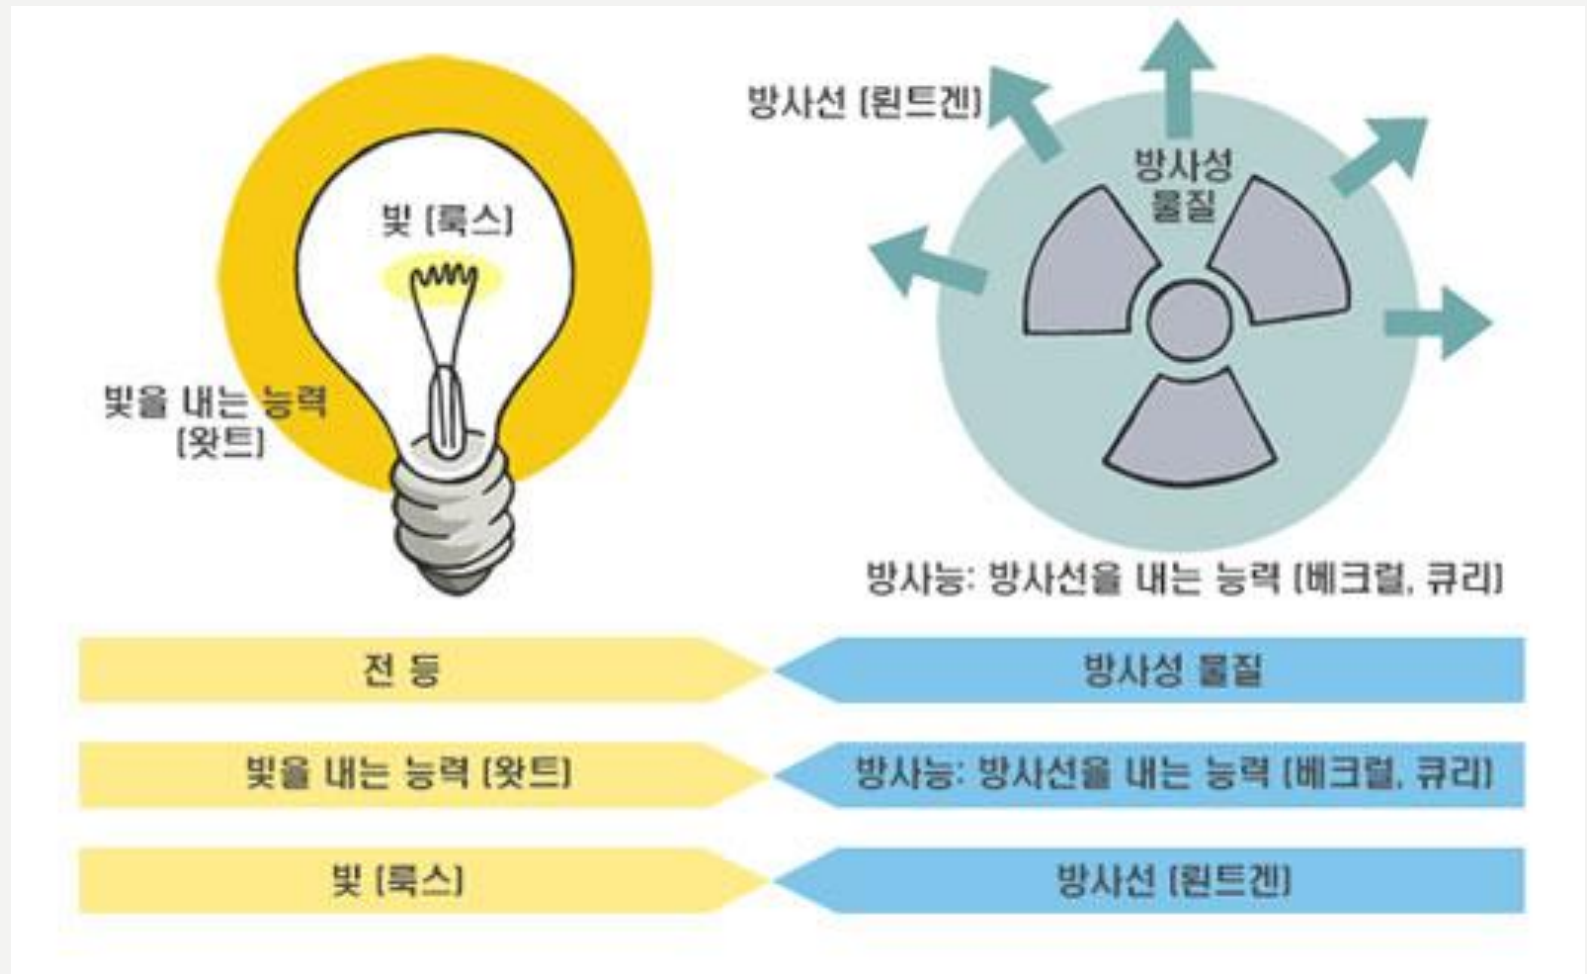 빛 [룩스]
빛을 내는 능력
[왓트]
방사선 [뢴트겐]
방사성
물질
방사능: 방사선을 내는 능력 [베크럴, 큐리]
전 등
방사성 물질
빛을 내는 능력 [왓트]
방사능: 방사선을 내는 능력 [베크럴, 큐리]
빛 [룩스]
방사선 [뢴트겐]